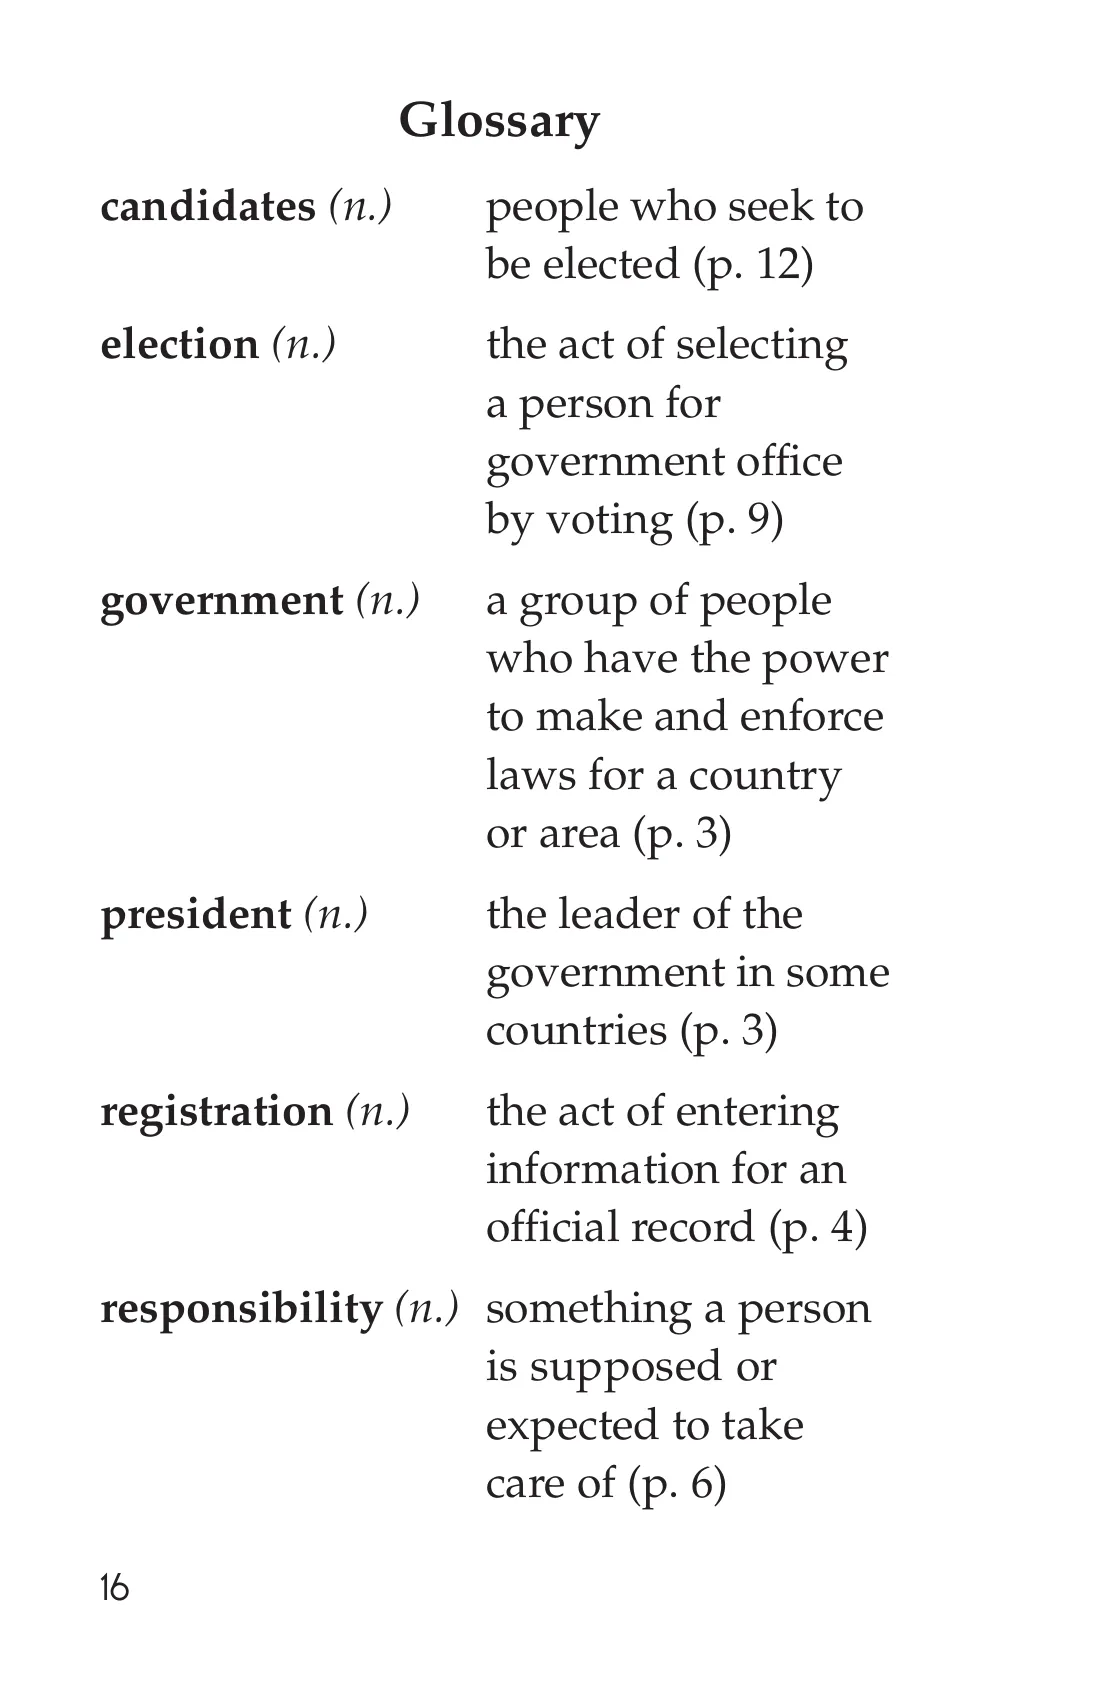 Glossary
candidates (n.) people who seek to
be elected (p. 12)
election (n.) the act of selecting
a person for
government office
by voting (p. 9)
government (n.) a group of people
who have the power
to make and enforce
laws for a country
or area (p. 3)
president (n.) the leader of the
government in some
countries (p. 3)
registration (n.) the act of entering
information for an
official record (p. 4)
responsibility (n.) something a person
is supposed or
expected to take
care of (p. 6)
16